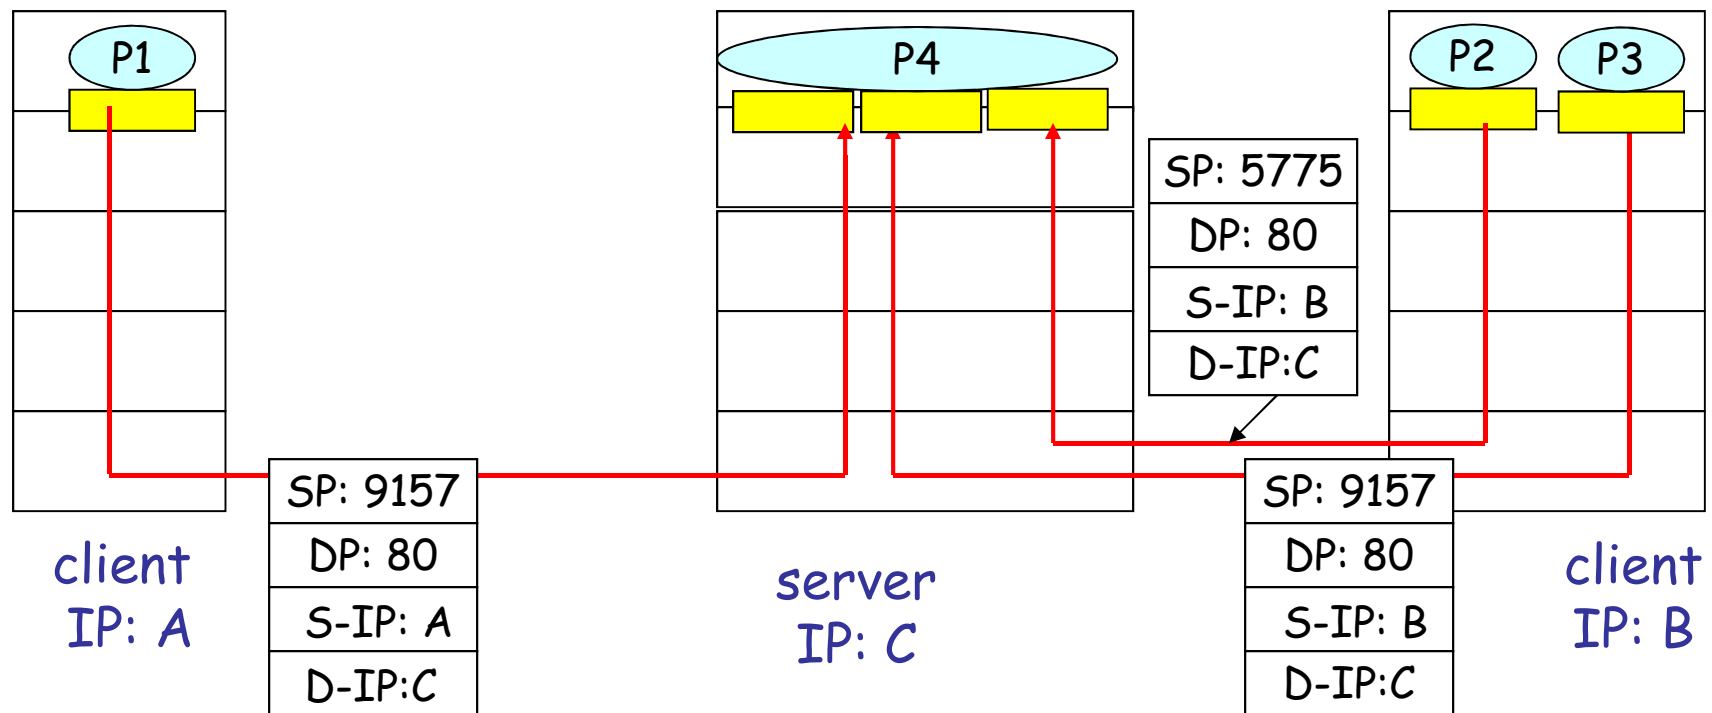 P1
P4
P2
P3
SP: 5775
DP: 80
S-IP: B
D-IP:C
SP: 9157
DP: 80
S-IP: A
D-IP:C
SP: 9157
DP: 80
S-IP: B
D-IP:C
client
IP: A
server
IP: C
client
IP: B